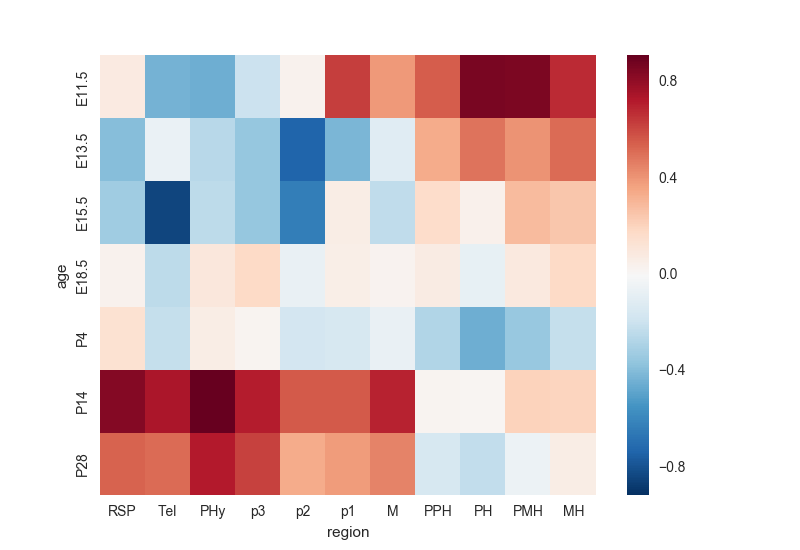 E11.5
E13.5
E15.5
E18.5
P4
P14
P28
age
RSP Tel PHy p3 p2 p1 M PPH PH PMH MH
region
0.8
0.4
0.0
−0.4
−0.8